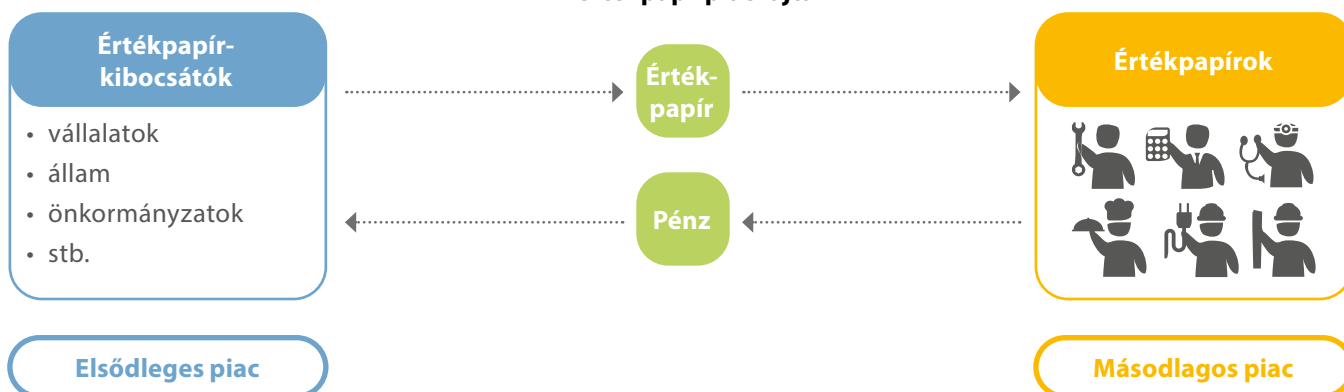 Értékpapír-
kibocsátók
• vállalatok
• állam
• önkormányzatok
• stb.
Érték-
papír
Pénz
Értékpapírok
Elsődleges piac
Másodlagos piac